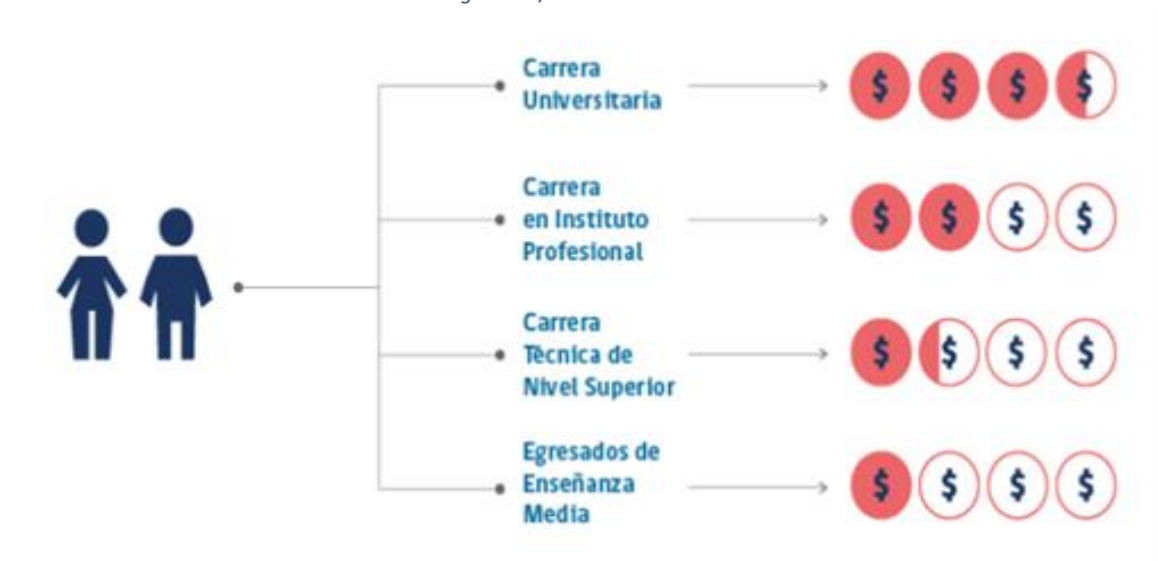 Carrera
Universitaria
$ $ $ $
Carrera
en Instituto
Profesional
$ $ $ $
Carrera
Técnica de
Nivel Superior
$ $ $ $
Egresados de
Enseñanza
Media
$ $ $ $